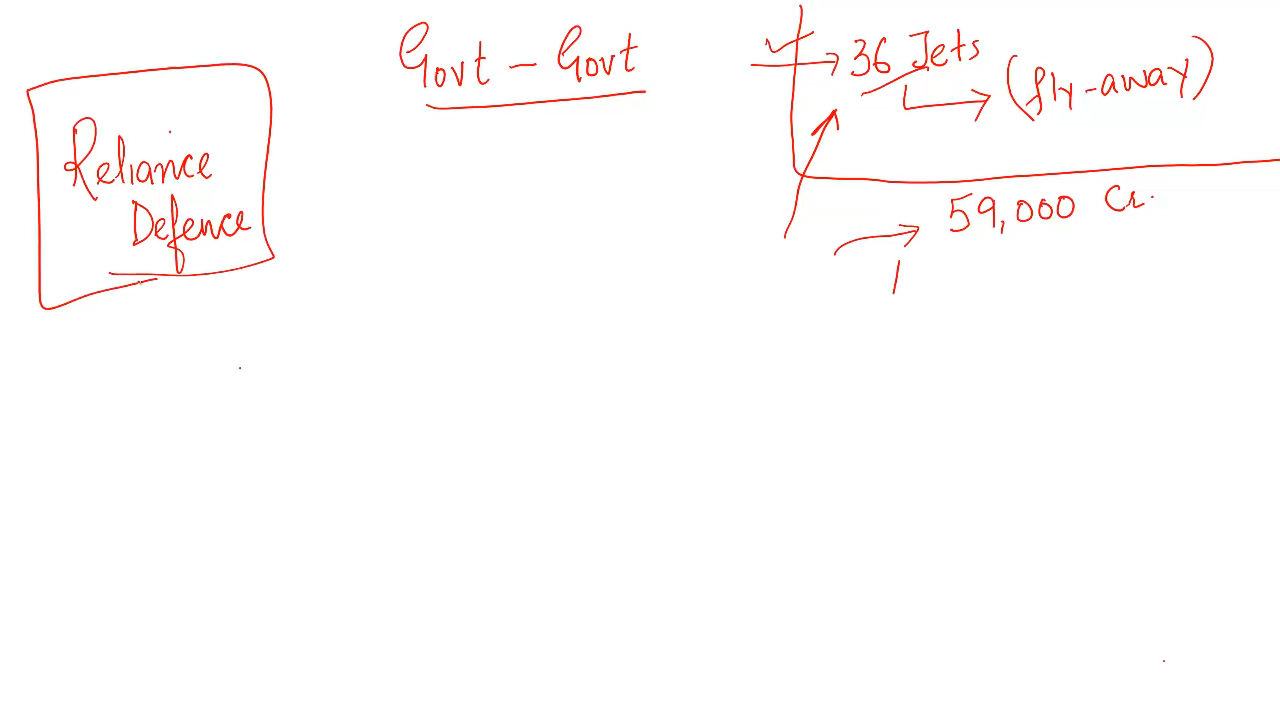 Govt - Govt
36 Jets
(fly-away)
59,000 Cr.
Reliance
Defence